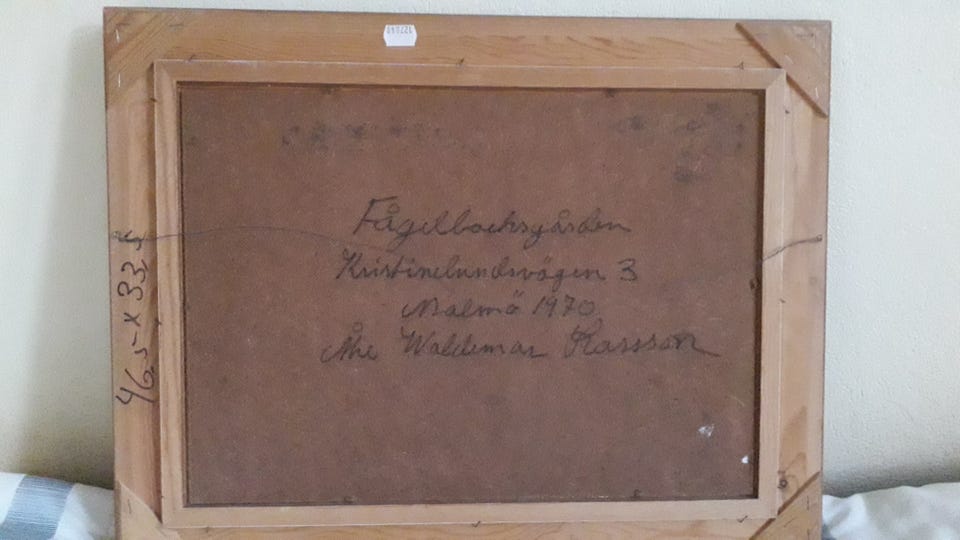 Fågelbacksgården
Kristinelundsvägen 3
Malmö 1970
Åke Waldemar Larsson
46,5 x 33,5